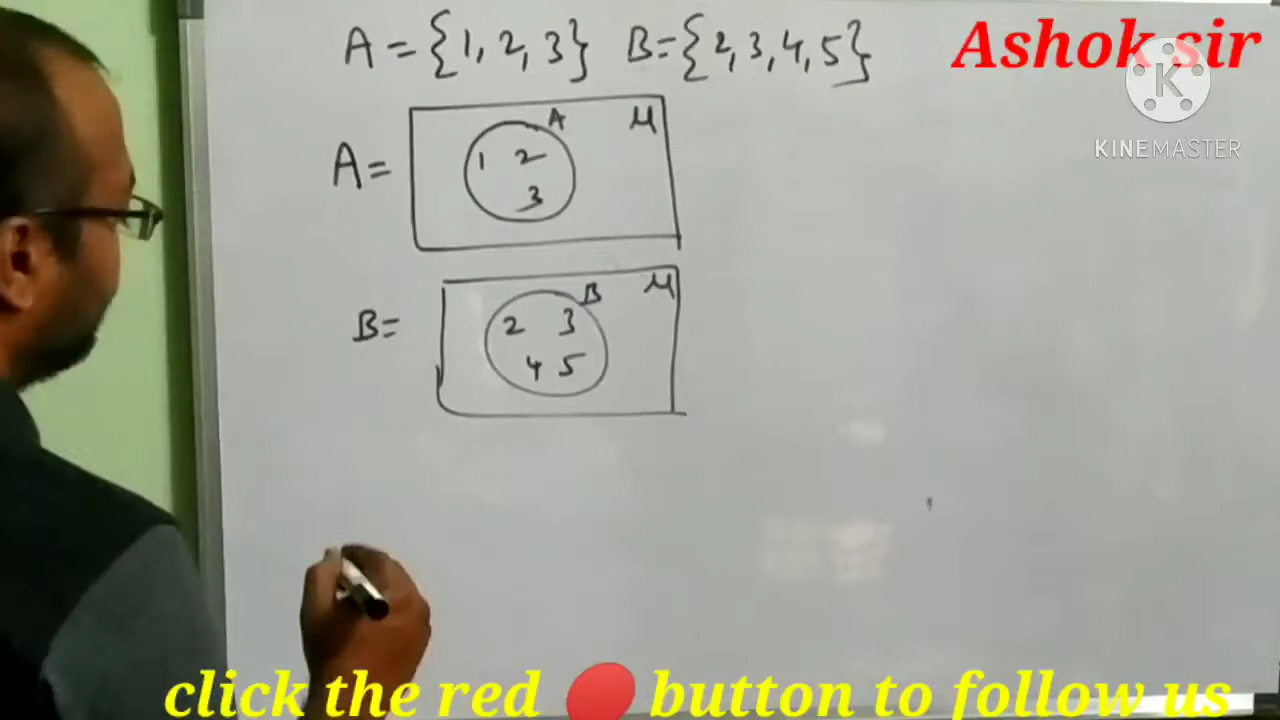 A = {1, 2, 3} B = {2, 3, 4, 5}
Ashok sir
K
KINEMASTER
A =
A
μ
1 2
3
B =
B
μ
2 3
4 5
click the red 🔴 button to follow us